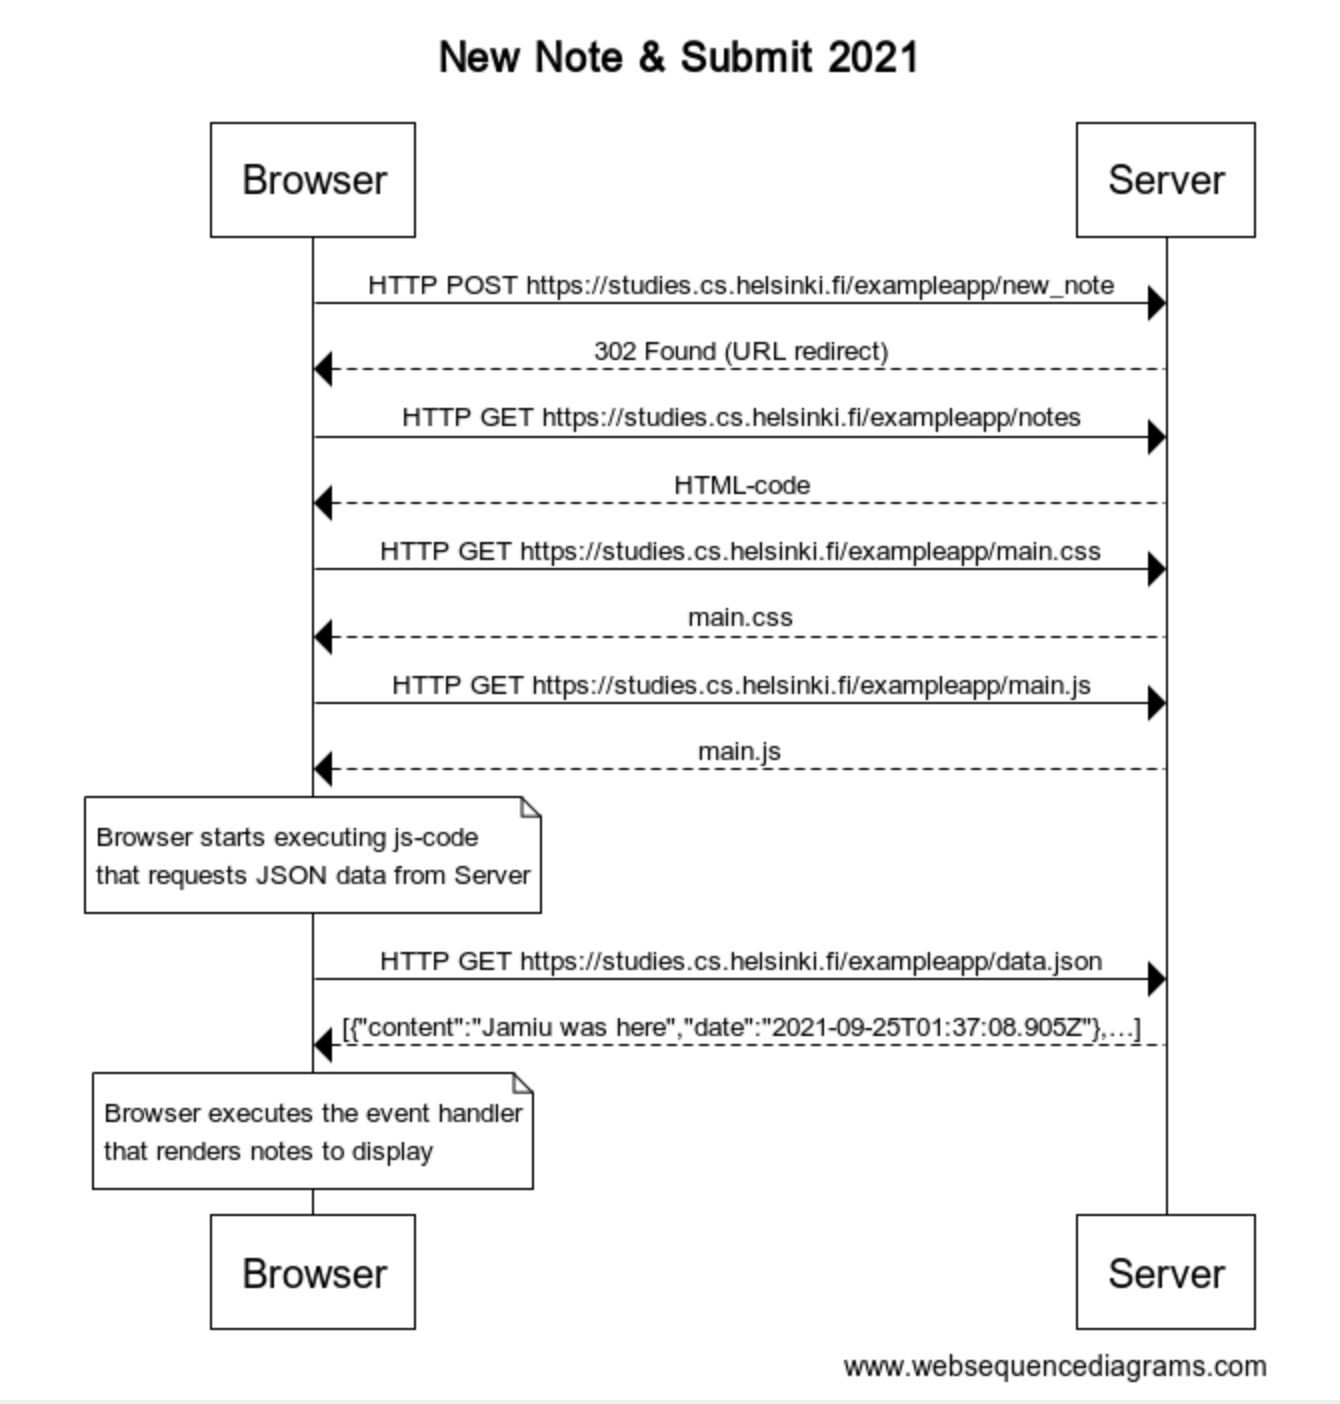 New Note & Submit 2021
Browser
Server
HTTP POST https://studies.cs.helsinki.fi/exampleapp/new_note
302 Found (URL redirect)
HTTP GET https://studies.cs.helsinki.fi/exampleapp/notes
HTML-code
HTTP GET https://studies.cs.helsinki.fi/exampleapp/main.css
main.css
HTTP GET https://studies.cs.helsinki.fi/exampleapp/main.js
main.js
Browser starts executing js-code
that requests JSON data from Server
HTTP GET https://studies.cs.helsinki.fi/exampleapp/data.json
[{"content":"Jamiu was here","date":"2021-09-25T01:37:08.905Z"},...]
Browser executes the event handler
that renders notes to display
Browser
Server
www.websequencediagrams.com